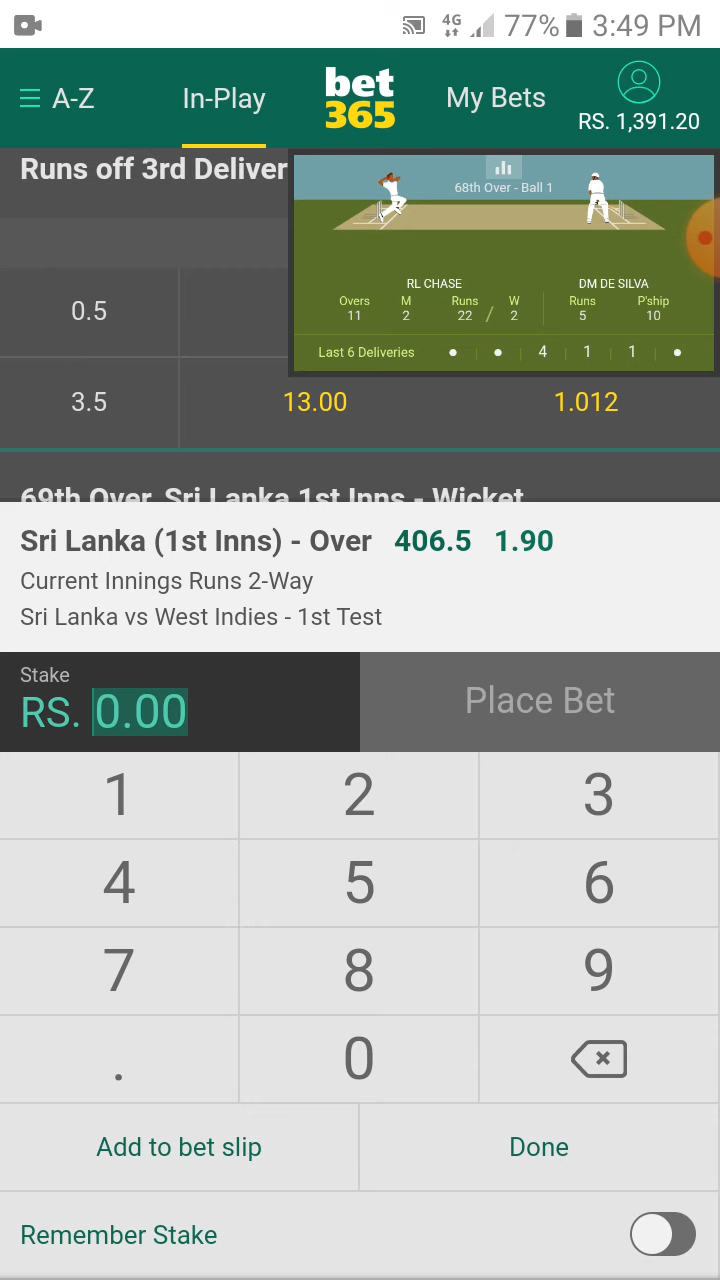 4G 77% 3:49 PM
A-Z In-Play bet365 My Bets
RS. 1,391.20
Runs off 3rd Deliver
68th Over - Ball 1
RL CHASE DM DE SILVA
Overs M Runs W Runs P'ship
11 2 22 / 2 5 10
Last 6 Deliveries • • 4 1 1 •
0.5
3.5 13.00 1.012
69th Over, Sri Lanka 1st Inns - Wicket
Sri Lanka (1st Inns) - Over 406.5 1.90
Current Innings Runs 2-Way
Sri Lanka vs West Indies - 1st Test
Stake
RS. 0.00
Place Bet
1 2 3
4 5 6
7 8 9
. 0
Add to bet slip Done
Remember Stake